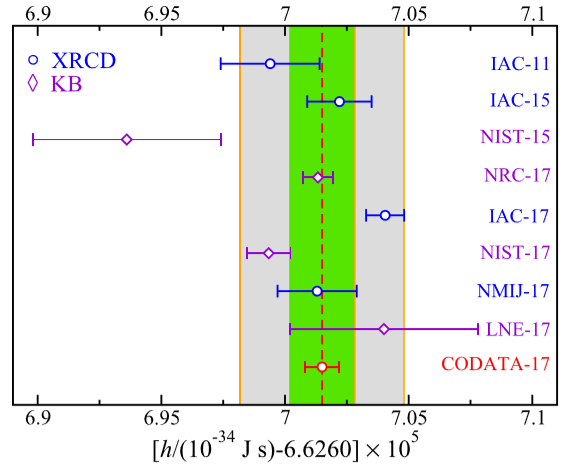 6.9 6.95 7 7.05 7.1
XRCD
KB
IAC-11
IAC-15
NIST-15
NRC-17
IAC-17
NIST-17
NMIJ-17
LNE-17
CODATA-17
6.9 6.95 7 7.05 7.1
[h/(10⁻³⁴ J s)-6.6260] × 10⁵